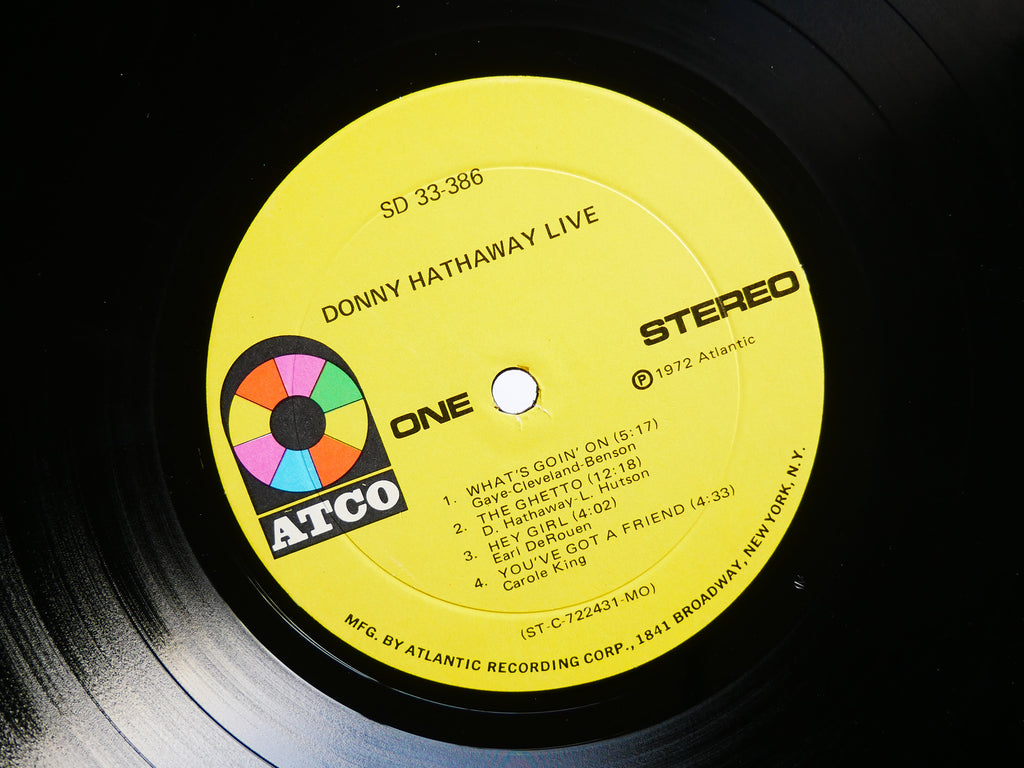 SD 33-386
DONNY HATHAWAY LIVE
STEREO
Ⓟ 1972 Atlantic
ATCO
ONE
1. WHAT'S GOIN' ON (5:17)
Gaye-Cleveland-Benson
2. THE GHETTO (12:18)
D. Hathaway-L. Hutson
3. HEY GIRL (4:02)
Earl DeRouen
4. YOU'VE GOT A FRIEND (4:33)
Carole King
(ST-C-722431-MO)
MFG. BY ATLANTIC RECORDING CORP., 1841 BROADWAY, NEW YORK, N.Y.